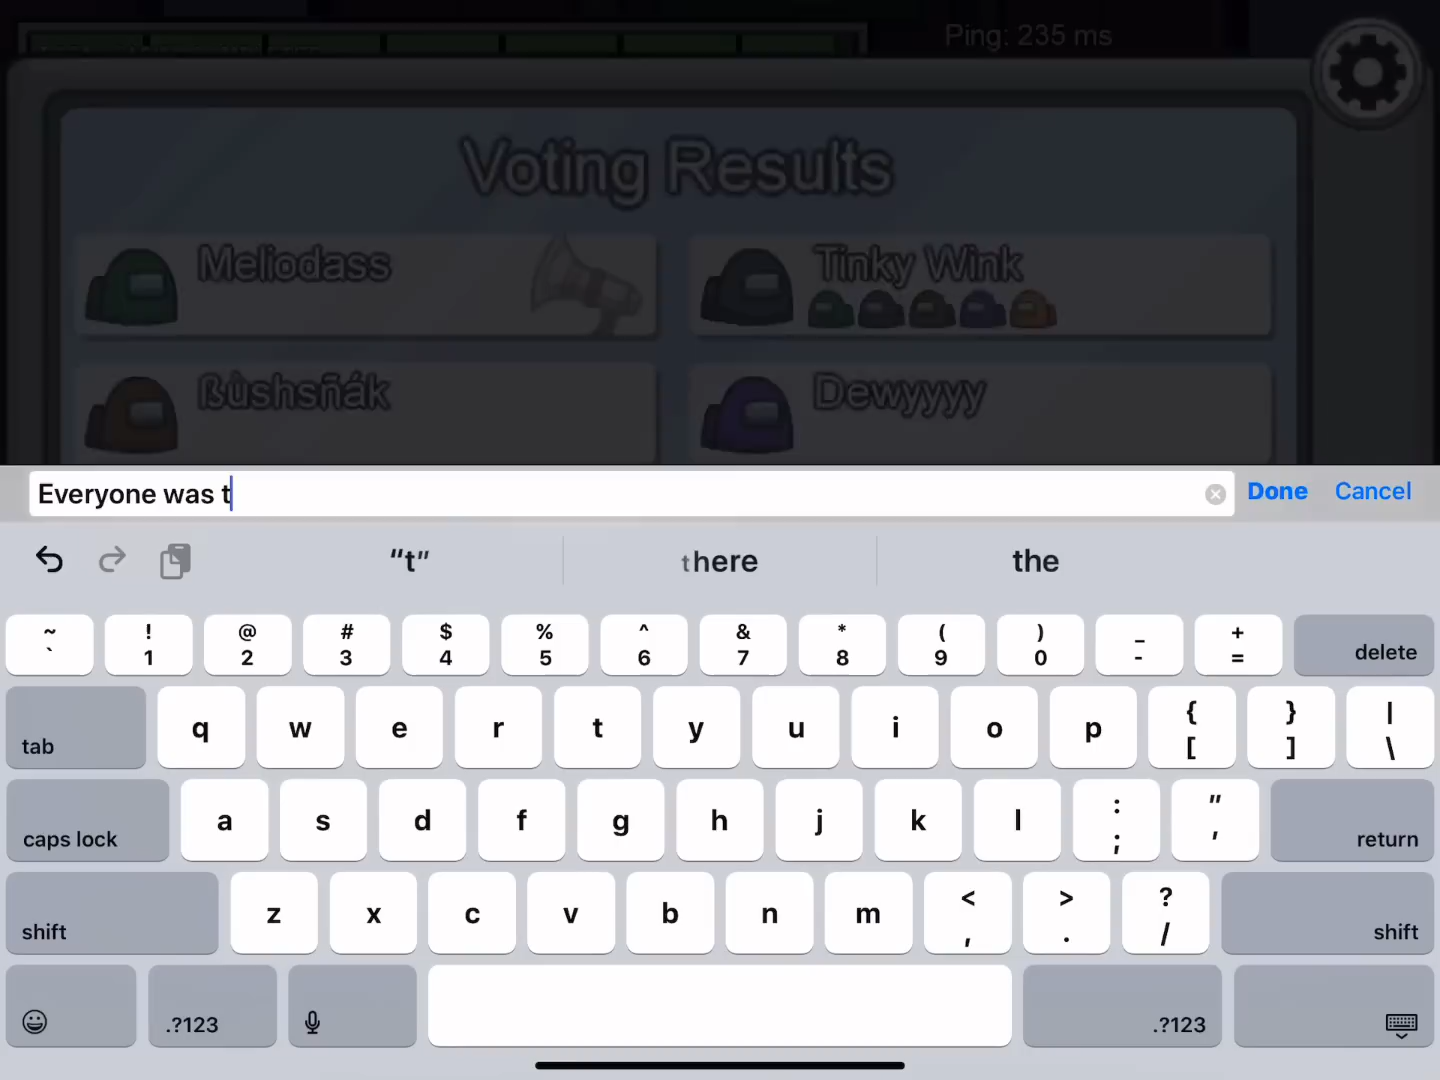 Ping: 235 ms
Voting Results
Meliodass
Tinky Wink
ßùshsñák
Dewyyyy
Everyone was t
Done
Cancel
“t”
there
the
~ ! @ # $ % ^ & * ( ) _ +
` 1 2 3 4 5 6 7 8 9 0 - = delete
tab q w e r t y u i o p { [ } ] | \
caps lock a s d f g h j k l : ; " ' return
shift z x c v b n m < , > . ? / shift
.?123 .?123